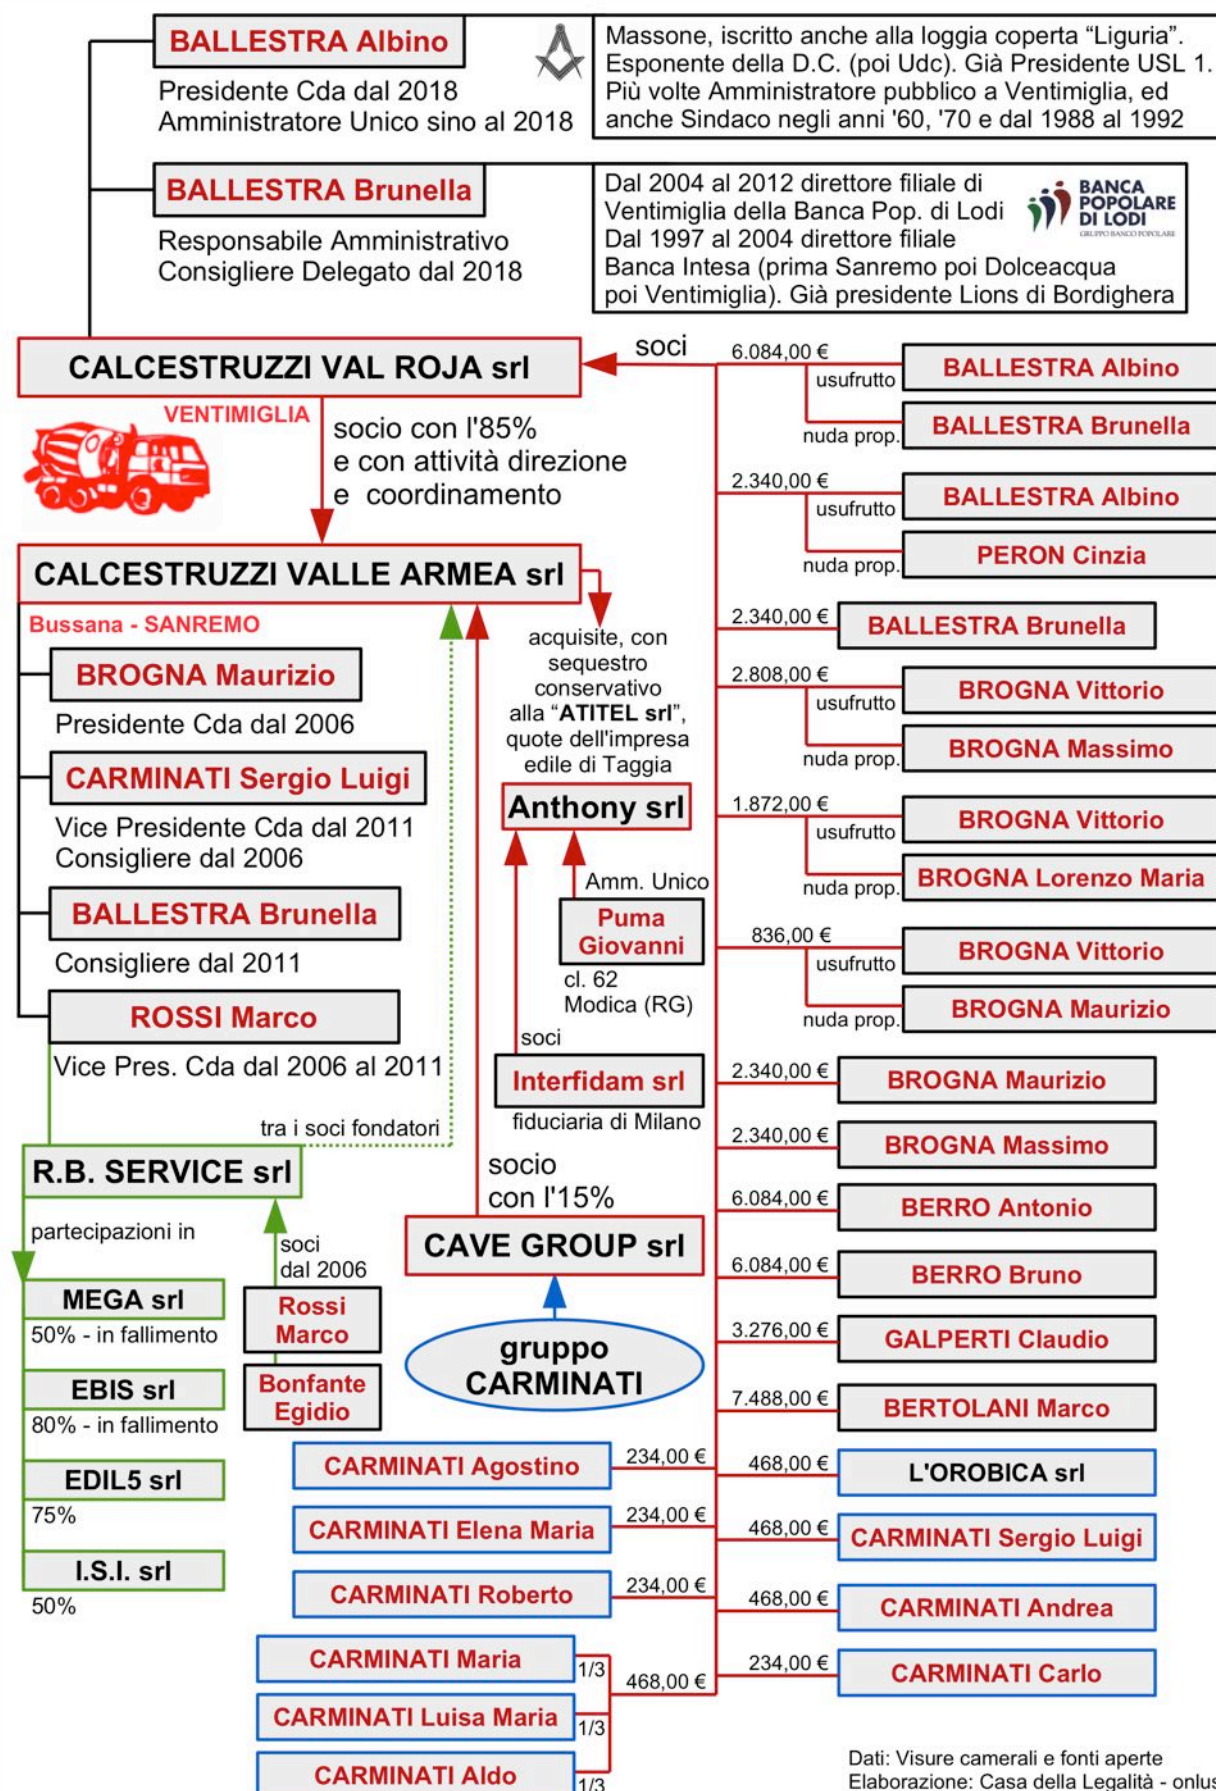 BALLESTRA Albino
Presidente Cda dal 2018
Amministratore Unico sino al 2018
Massone, iscritto anche alla loggia coperta “Liguria”.
Esponente della D.C. (poi Udc). Già Presidente USL 1.
Più volte Amministratore pubblico a Ventimiglia, ed
anche Sindaco negli anni '60, '70 e dal 1988 al 1992
BALLESTRA Brunella
Responsabile Amministrativo
Consigliere Delegato dal 2018
Dal 2004 al 2012 direttore filiale di
Ventimiglia della Banca Pop. di Lodi
Dal 1997 al 2004 direttore filiale
Banca Intesa (prima Sanremo poi Dolceacqua
poi Ventimiglia). Già presidente Lions di Bordighera
BANCA
POPOLARE
DI LODI
GRUPPO BANCO POPOLARE
CALCESTRUZZI VAL ROJA srl
VENTIMIGLIA
socio con l'85%
e con attività direzione
e coordinamento
CALCESTRUZZI VALLE ARMEA srl
Bussana - SANREMO
BROGNA Maurizio
Presidente Cda dal 2006
CARMINATI Sergio Luigi
Vice Presidente Cda dal 2011
Consigliere dal 2006
BALLESTRA Brunella
Consigliere dal 2011
ROSSI Marco
Vice Pres. Cda dal 2006 al 2011
tra i soci fondatori
R.B. SERVICE srl
partecipazioni in
MEGA srl
50% - in fallimento
EBIS srl
80% - in fallimento
EDIL5 srl
75%
I.S.I. srl
50%
soci
dal 2006
Rossi
Marco
Bonfante
Egidio
acquisite, con
sequestro
conservativo
alla “ATITEL srl”,
quote dell'impresa
edile di Taggia
Anthony srl
Amm. Unico
Puma
Giovanni
cl. 62
Modica (RG)
soci
Interfidam srl
fiduciaria di Milano
socio
con l'15%
CAVE GROUP srl
gruppo
CARMINATI
soci
6.084,00 €
usufrutto
BALLESTRA Albino
nuda prop.
BALLESTRA Brunella
2.340,00 €
usufrutto
BALLESTRA Albino
nuda prop.
PERON Cinzia
2.340,00 €
BALLESTRA Brunella
2.808,00 €
usufrutto
BROGNA Vittorio
nuda prop.
BROGNA Massimo
1.872,00 €
usufrutto
BROGNA Vittorio
nuda prop.
BROGNA Lorenzo Maria
836,00 €
usufrutto
BROGNA Vittorio
nuda prop.
BROGNA Maurizio
2.340,00 €
BROGNA Maurizio
2.340,00 €
BROGNA Massimo
6.084,00 €
BERRO Antonio
6.084,00 €
BERRO Bruno
3.276,00 €
GALPERTI Claudio
7.488,00 €
BERTOLANI Marco
CARMINATI Agostino
234,00 €
468,00 €
L'OROBICA srl
CARMINATI Elena Maria
234,00 €
468,00 €
CARMINATI Sergio Luigi
CARMINATI Roberto
234,00 €
468,00 €
CARMINATI Andrea
CARMINATI Maria
1/3
234,00 €
CARMINATI Carlo
468,00 €
CARMINATI Luisa Maria
1/3
CARMINATI Aldo
1/3
Dati: Visure camerali e fonti aperte
Elaborazione: Casa della Legalità - onlus